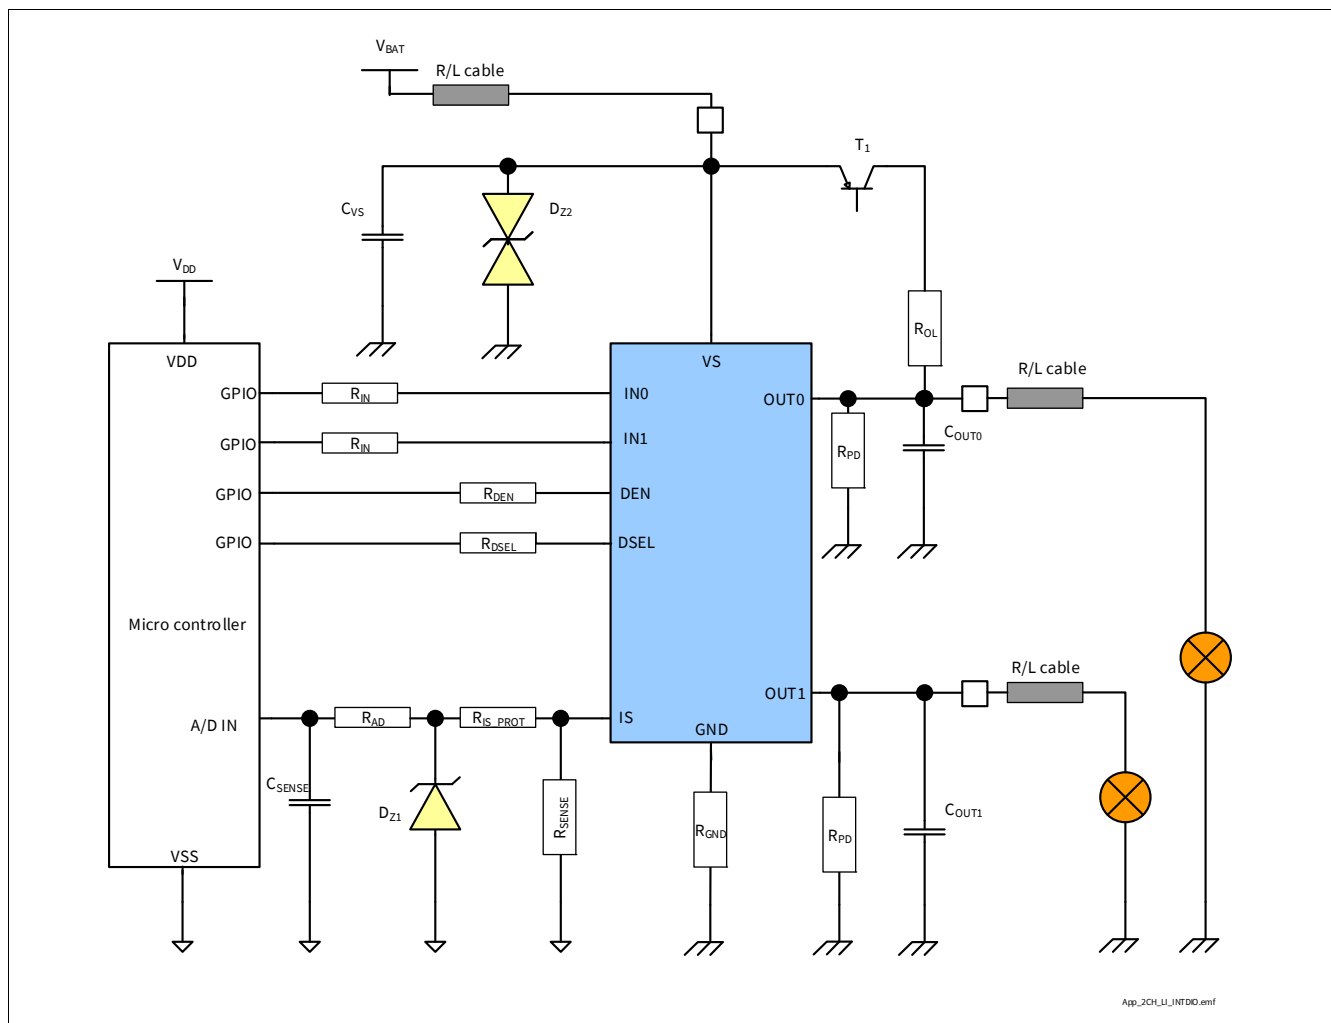 VBAT
R/L cable
T1
CVS
DZ2
VDD
ROL
VDD
VS
R/L cable
GPIO
RIN
IN0
OUT0
GPIO
RIN
IN1
RPD
COUT0
GPIO
RDEN
DEN
GPIO
RDSEL
DSEL
Micro controller
R/L cable
OUT1
A/D IN
RAD
RIS_PROT
IS
GND
CSENSE
DZ1
RSENSE
RGND
RPD
COUT1
VSS
App_2CH_LI_INTDIO.emf